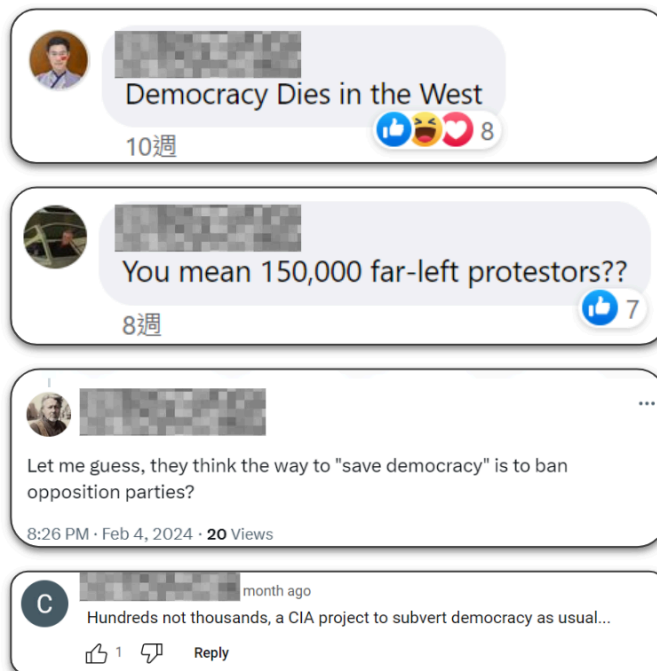 Democracy Dies in the West
8
10週
You mean 150,000 far-left protestors??
7
8週
Let me guess, they think the way to "save democracy" is to ban
opposition parties?
8:26 PM · Feb 4, 2024 · 20 Views
C
month ago
Hundreds not thousands, a CIA project to subvert democracy as usual...
1
Reply